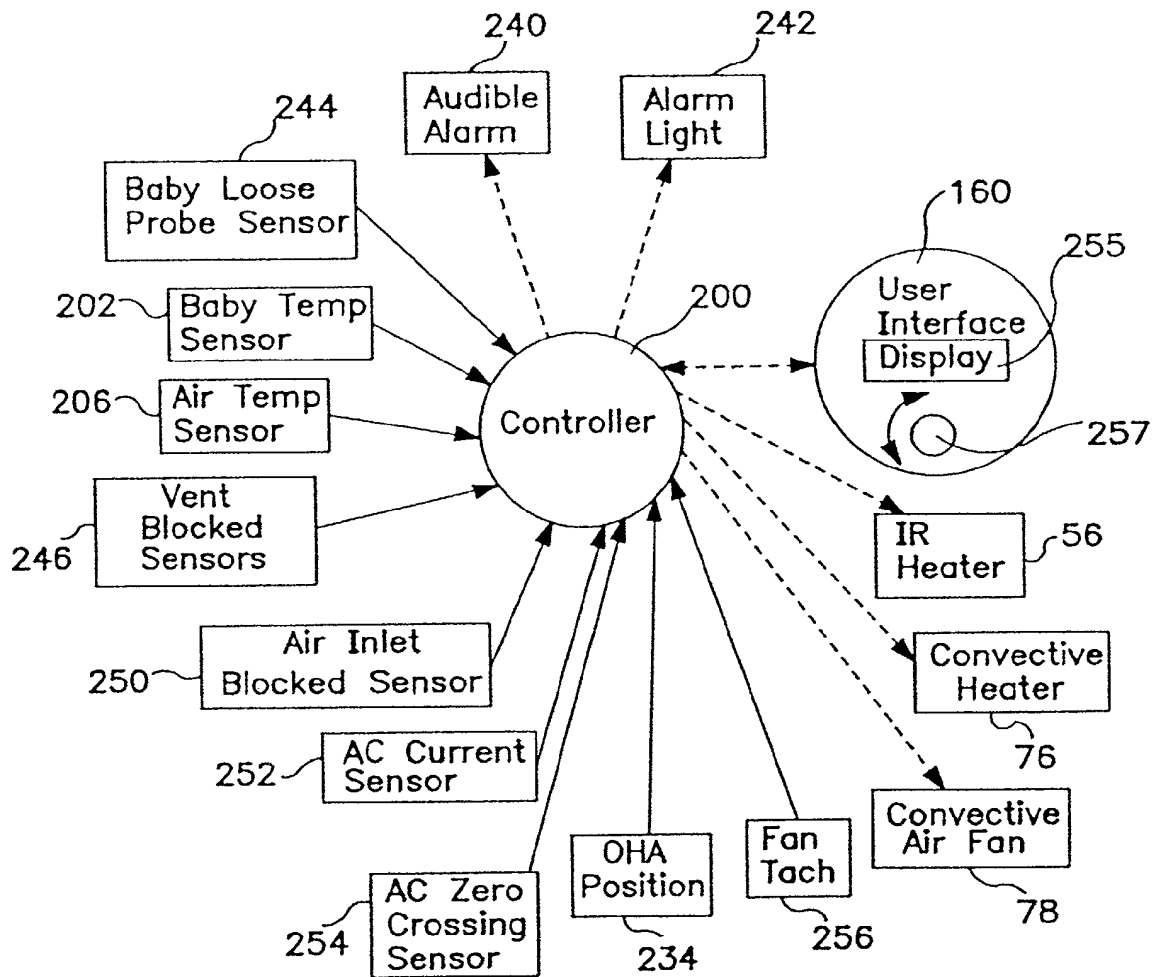 240
242
Audible
Alarm
Alarm
Light
244
Baby Loose
Probe Sensor
160
255
User
Interface
Display
200
202
Baby Temp
Sensor
206
Air Temp
Sensor
Controller
257
Vent
Blocked
Sensors
246
IR
Heater
56
Air Inlet
Blocked Sensor
250
Convective
Heater
76
AC Current
Sensor
252
Convective
Air Fan
78
OHA
Position
234
Fan
Tach
256
AC Zero
Crossing
Sensor
254